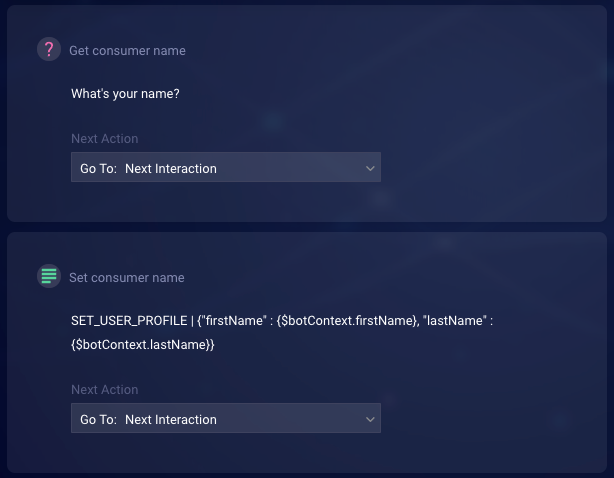 ?
Get consumer name
What's your name?
Next Action
Go To: Next Interaction
Set consumer name
SET_USER_PROFILE | {"firstName" : {$botContext.firstName}, "lastName" :
{$botContext.lastName}}
Next Action
Go To: Next Interaction